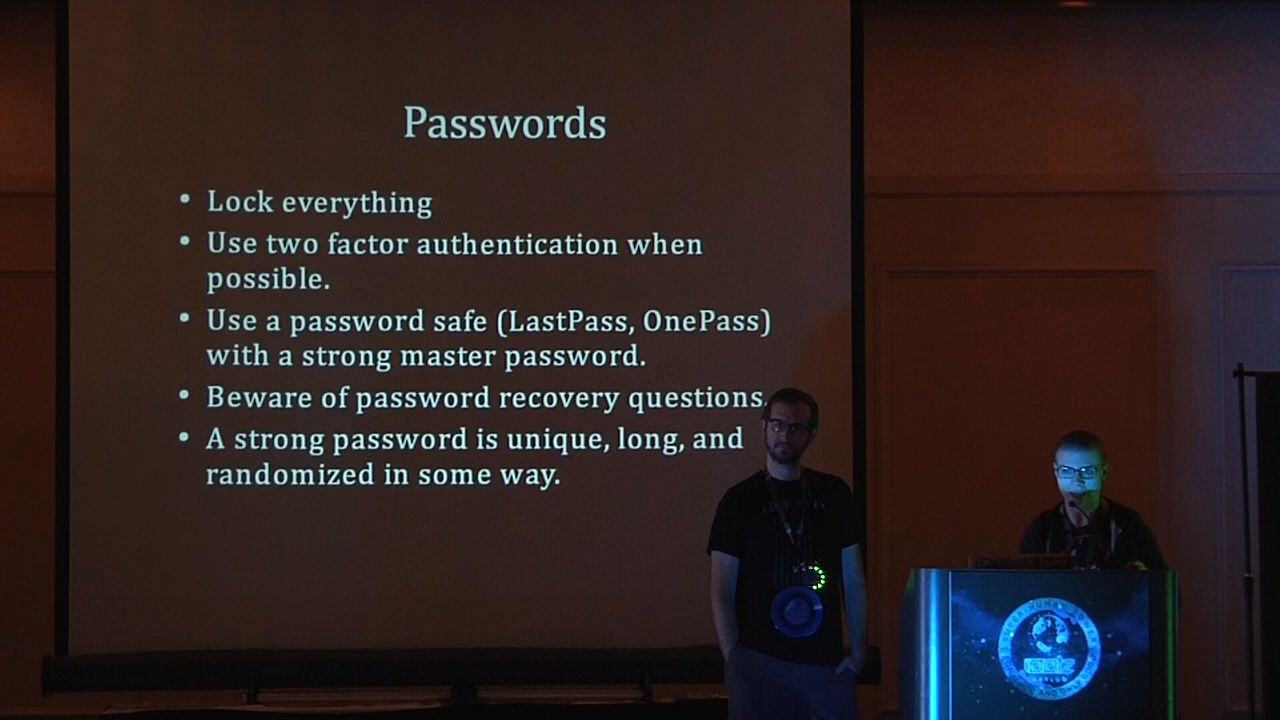 Passwords
• Lock everything
• Use two factor authentication when
possible.
• Use a password safe (LastPass, OnePass)
with a strong master password.
• Beware of password recovery questions.
• A strong password is unique, long, and
randomized in some way.